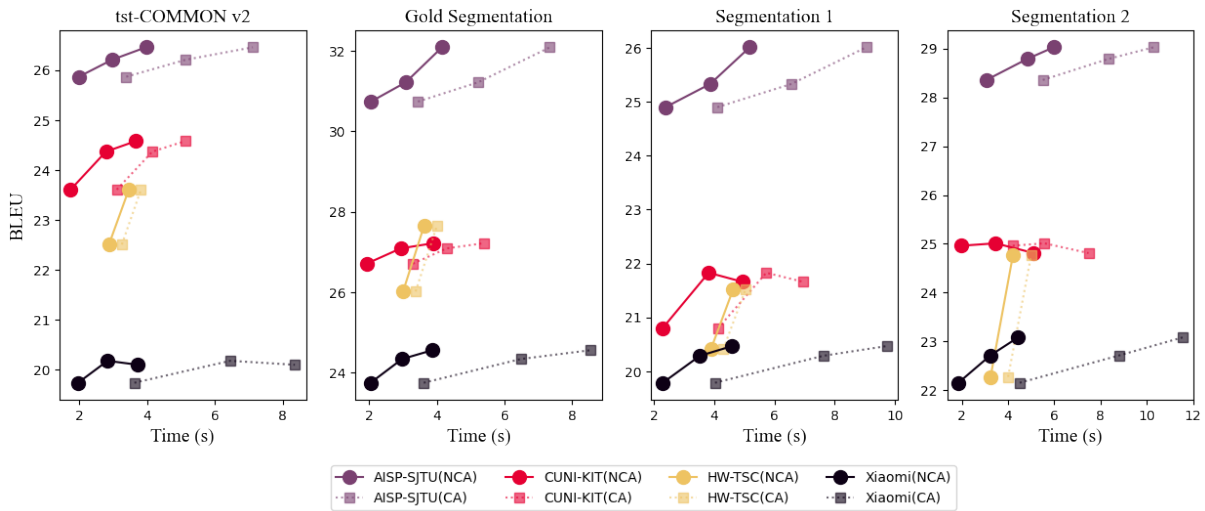 tst-COMMON v2
Gold Segmentation
Segmentation 1
Segmentation 2
BLEU
26
25
24
23
22
21
20
2
4
6
8
Time (s)
32
30
28
26
24
2
4
6
8
Time (s)
26
25
24
23
22
21
20
2
4
6
8
10
Time (s)
29
28
27
26
25
24
23
22
2
4
6
8
10
12
Time (s)
AISP-SJTU(NCA)
CUNI-KIT(NCA)
HW-TSC(NCA)
Xiaomi(NCA)
AISP-SJTU(CA)
CUNI-KIT(CA)
HW-TSC(CA)
Xiaomi(CA)